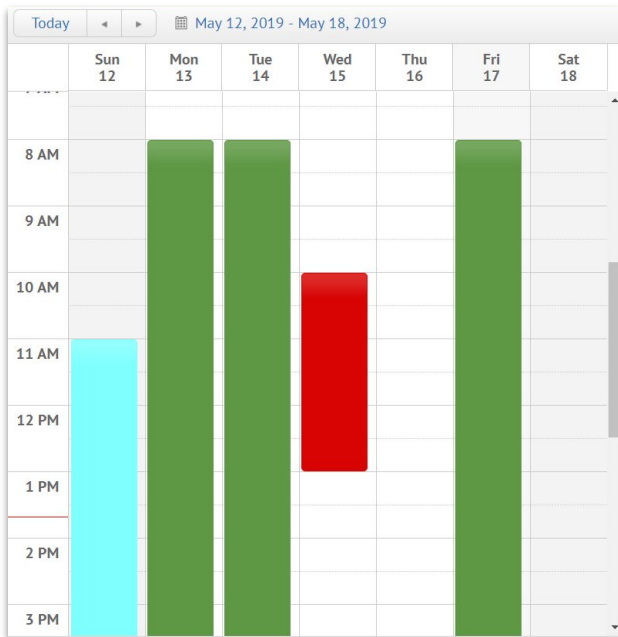 Today May 12, 2019 - May 18, 2019
Sun Mon Tue Wed Thu Fri Sat
12 13 14 15 16 17 18
8 AM
9 AM
10 AM
11 AM
12 PM
1 PM
2 PM
3 PM